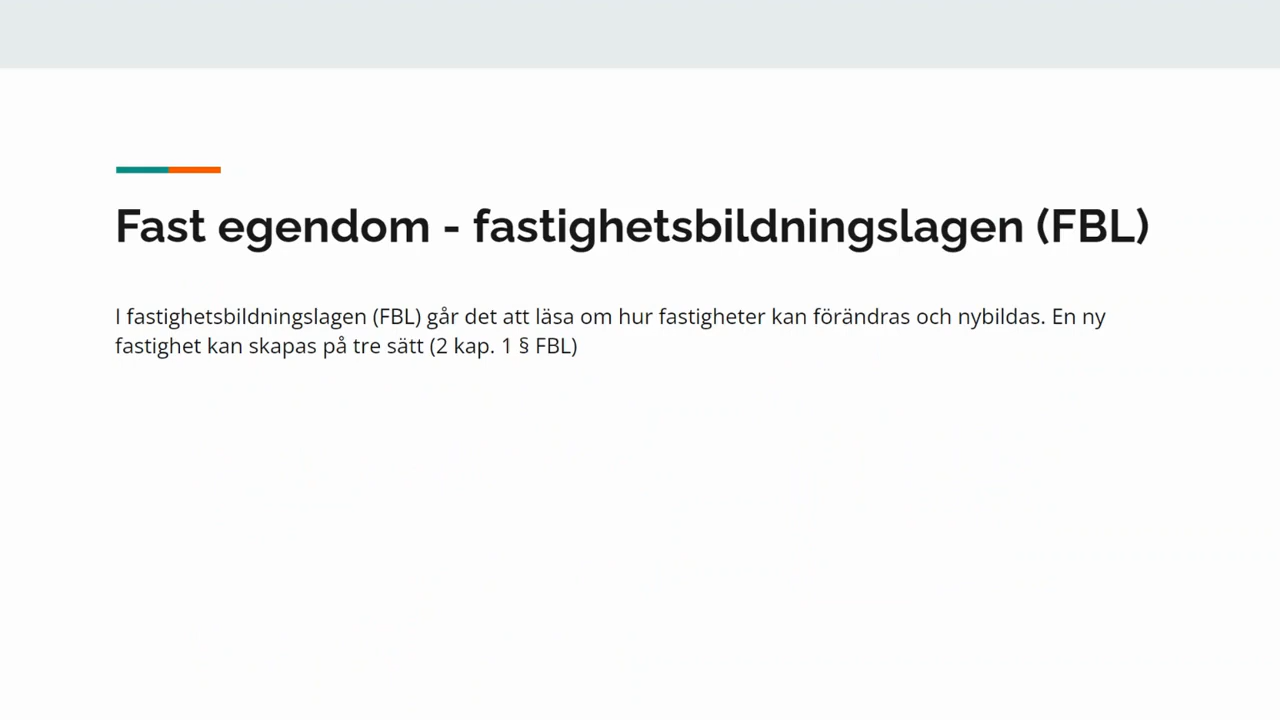 Fast egendom - fastighetsbildningslagen (FBL)
I fastighetsbildningslagen (FBL) går det att läsa om hur fastigheter kan förändras och nybildas. En ny
fastighet kan skapas på tre sätt (2 kap. 1 § FBL)